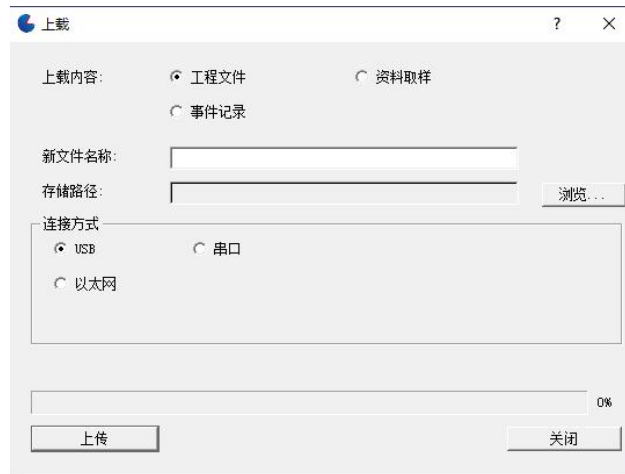 上载 ?
上载内容: 工程文件 资料取样
事件记录
新文件名称:
存储路径: 浏览...
连接方式
USB 串口
以太网
0%
上传 关闭